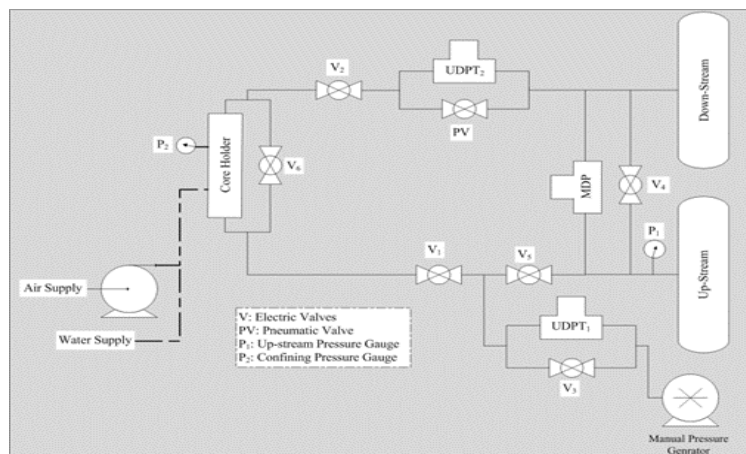 V2
UDPT2
PV
Down-Stream
P2
Core Holder
V6
MDP
V4
V1
V5
P1
Up-Stream
Air Supply
Water Supply
V: Electric Valves
PV: Pneumatic Valve
P1: Up-stream Pressure Gauge
P2: Confining Pressure Gauge
UDPT1
V3
Manual Pressure
Genrator